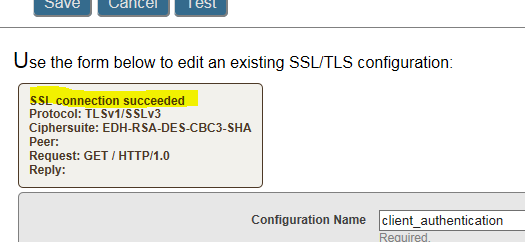 Save Cancel Test
Use the form below to edit an existing SSL/TLS configuration:
SSL connection succeeded
Protocol: TLSv1/SSLv3
Ciphersuite: EDH-RSA-DES-CBC3-SHA
Peer:
Request: GET / HTTP/1.0
Reply:
Configuration Name client_authentication
Required.